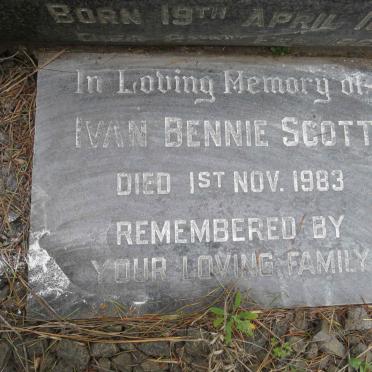 BORN 19TH APRIL 1
In Loving Memory of
IVAN BENNIE SCOTT
DIED 1ST NOV. 1983
REMEMBERED BY
YOUR LOVING FAMILY